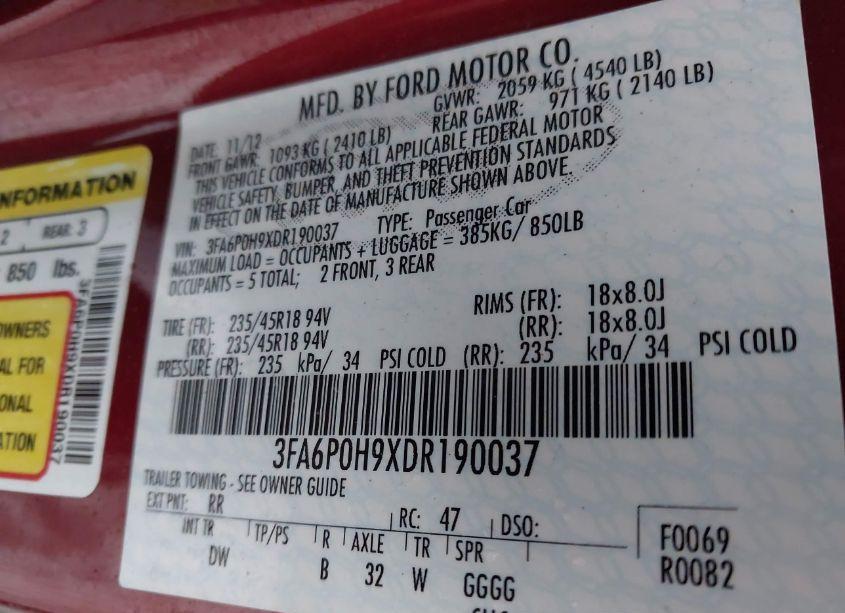 MFD. BY FORD MOTOR CO.
DATE: 11/12 GVWR: 2059 KG ( 4540 LB)
FRONT GAWR: 1093 KG ( 2410 LB) REAR GAWR: 971 KG ( 2140 LB)
THIS VEHICLE CONFORMS TO ALL APPLICABLE FEDERAL MOTOR
VEHICLE SAFETY, BUMPER, AND THEFT PREVENTION STANDARDS
IN EFFECT ON THE DATE OF MANUFACTURE SHOWN ABOVE.
VIN: 3FA6P0H9XDR190037 TYPE: Passenger Car
MAXIMUM LOAD = OCCUPANTS + LUGGAGE = 385KG/ 850LB
OCCUPANTS = 5 TOTAL; 2 FRONT, 3 REAR
TIRE (FR): 235/45R18 94V RIMS (FR): 18x8.0J
(RR): 235/45R18 94V (RR): 18x8.0J
PRESSURE (FR): 235 kPa/ 34 PSI COLD (RR): 235 kPa/ 34 PSI COLD
3FA6P0H9XDR190037
TRAILER TOWING - SEE OWNER GUIDE
EXT PNT: RR RC: 47 DSO:
INT TR TP/PS R AXLE TR SPR
DW B 32 W GGGG
F0069
R0082
NFORMATION
2 REAR 3
850 lbs.
OWNERS
AL FOR
ONAL
ATION
3FA6P0H9XDR190037